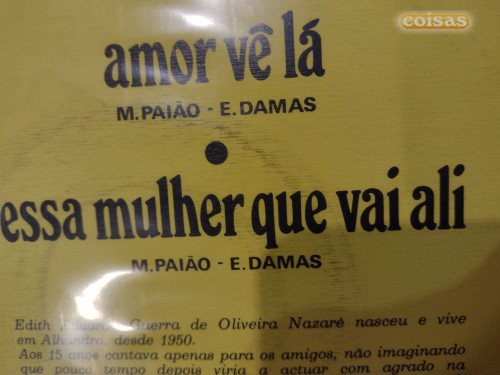 coisas
amor vê lá
M.PAIÃO - E.DAMAS
essa mulher que vai ali
M.PAIÃO - E.DAMAS
Edith Guerra de Oliveira Nazaré nasceu e vive
em Alhandra, desde 1950.
Aos 15 anos cantava apenas para os amigos, não imaginando
que pouco tempo depois viria a actuar com agrado na